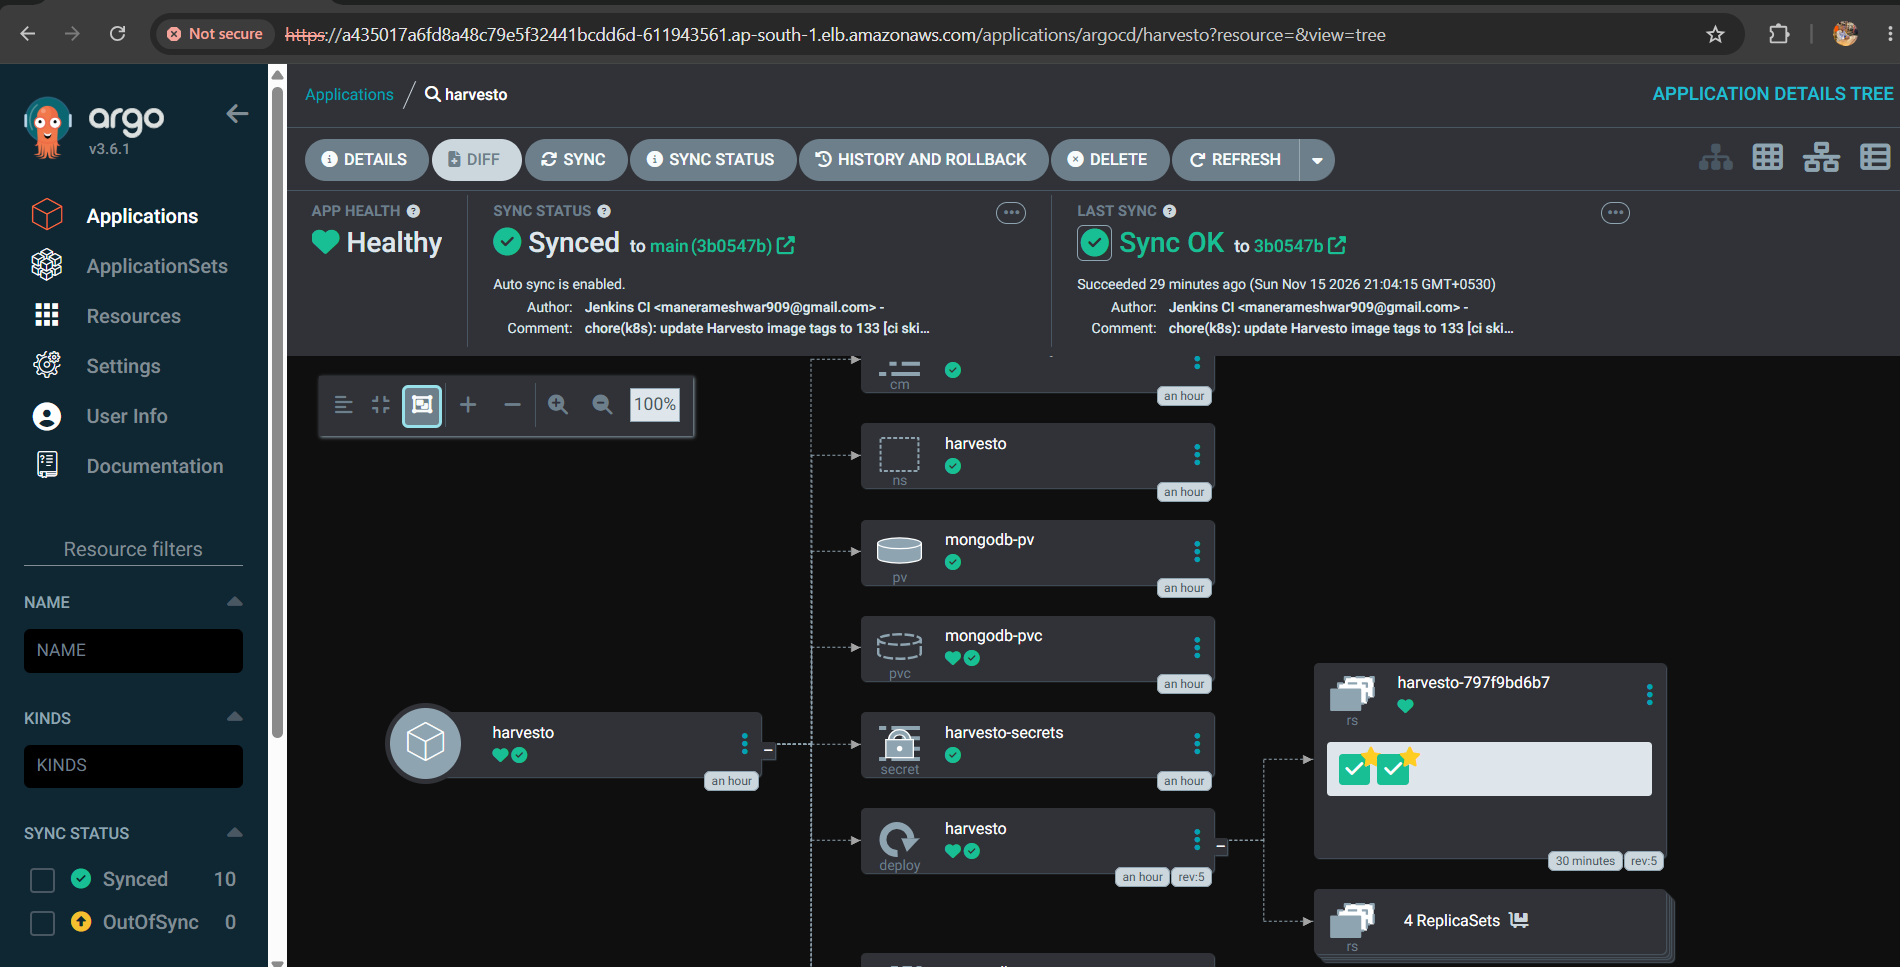 Not secure
https://a435017a6fd8a48c79e5f32441bcdd6d-611943561.ap-south-1.elb.amazonaws.com/applications/argocd/harvesto?resource=&view=tree
argo
v3.6.1
Applications
ApplicationSets
Resources
Settings
User Info
Documentation
Resource filters
NAME
NAME
KINDS
KINDS
SYNC STATUS
Synced 10
OutOfSync 0
Applications / harvesto
APPLICATION DETAILS TREE
DETAILS
DIFF
SYNC
SYNC STATUS
HISTORY AND ROLLBACK
DELETE
REFRESH
APP HEALTH
Healthy
SYNC STATUS
Synced to main (3b0547b)
Auto sync is enabled.
Author: Jenkins CI <manerameshwar909@gmail.com> -
Comment: chore(k8s): update Harvesto image tags to 133 [ci ski...
LAST SYNC
Sync OK to 3b0547b
Succeeded 29 minutes ago (Sun Nov 15 2026 21:04:15 GMT+0530)
Author: Jenkins CI <manerameshwar909@gmail.com> -
Comment: chore(k8s): update Harvesto image tags to 133 [ci ski...
100%
cm
an hour
harvesto
ns
an hour
mongodb-pv
pv
an hour
mongodb-pvc
pvc
an hour
harvesto
an hour
harvesto-secrets
secret
an hour
harvesto
deploy
an hour
rev:5
harvesto-797f9bd6b7
rs
30 minutes
rev:5
4 ReplicaSets
rs